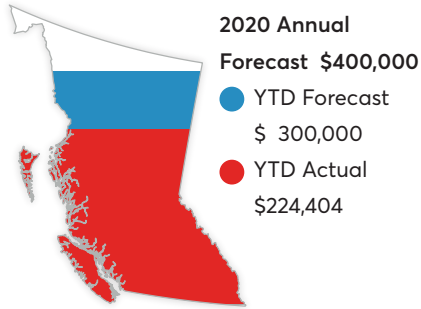 2020 Annual
Forecast $400,000
YTD Forecast
$ 300,000
YTD Actual
$224,404